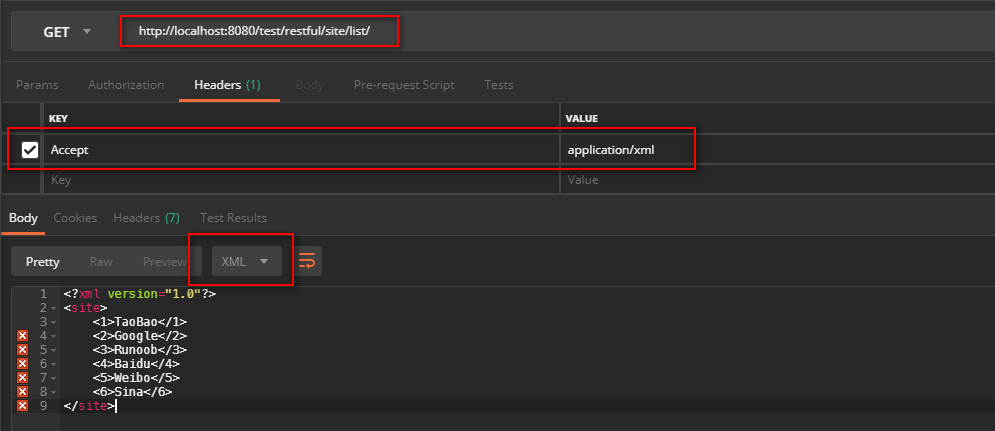 GET http://localhost:8080/test/restful/site/list/
Params Authorization Headers (1) Body Pre-request Script Tests
KEY VALUE
Accept application/xml
Key Value
Body Cookies Headers (7) Test Results
Pretty Raw Preview XML
1 <?xml version="1.0"?>
2 <site>
3 <1>TaoBao</1>
4 <2>Google</2>
5 <3>Runoob</3>
6 <4>Baidu</4>
7 <5>Weibo</5>
8 <6>Sina</6>
9 </site>